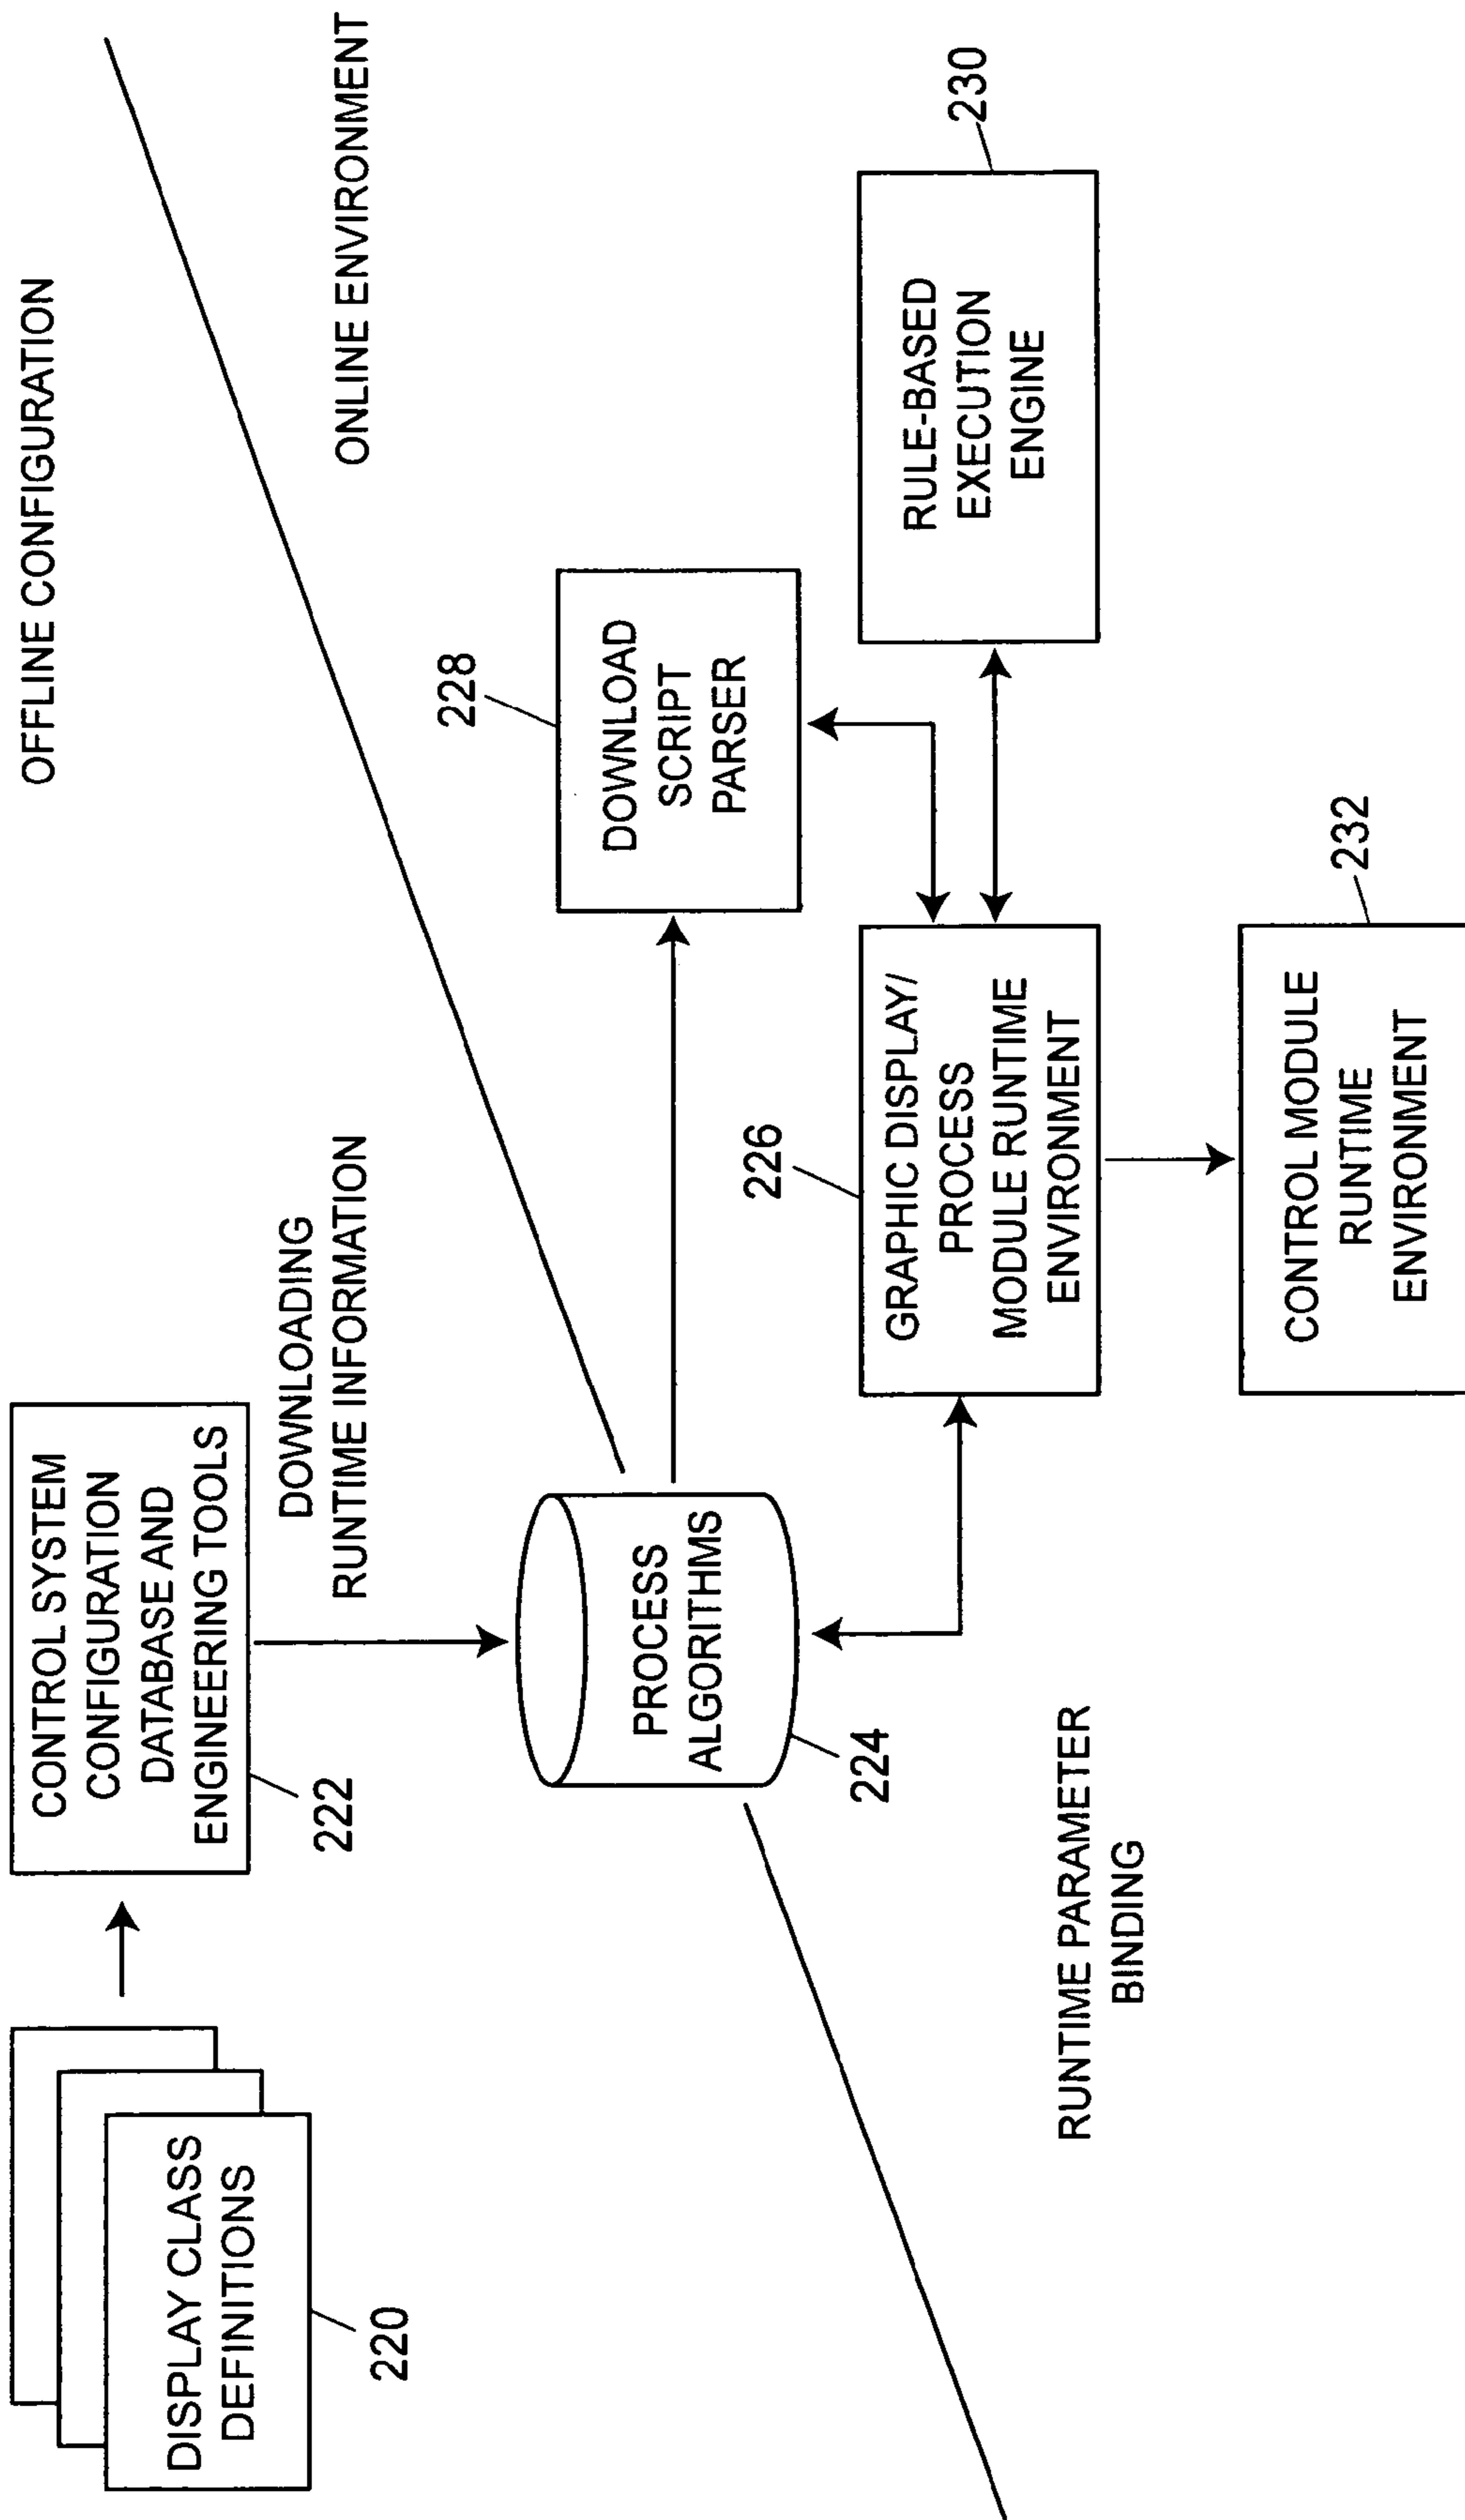 OFFLINE CONFIGURATION
ONLINE ENVIRONMENT
CONTROL SYSTEM
CONFIGURATION
DATABASE AND
ENGINEERING TOOLS
222
DISPLAY CLASS
DEFINITIONS
220
DOWNLOADING
RUNTIME INFORMATION
PROCESS
ALGORITHMS
224
228
DOWNLOAD
SCRIPT
PARSER
226
GRAPHIC DISPLAY/
PROCESS
MODULE RUNTIME
ENVIRONMENT
230
RULE-BASED
EXECUTION
ENGINE
232
CONTROL MODULE
RUNTIME
ENVIRONMENT
RUNTIME PARAMETER
BINDING